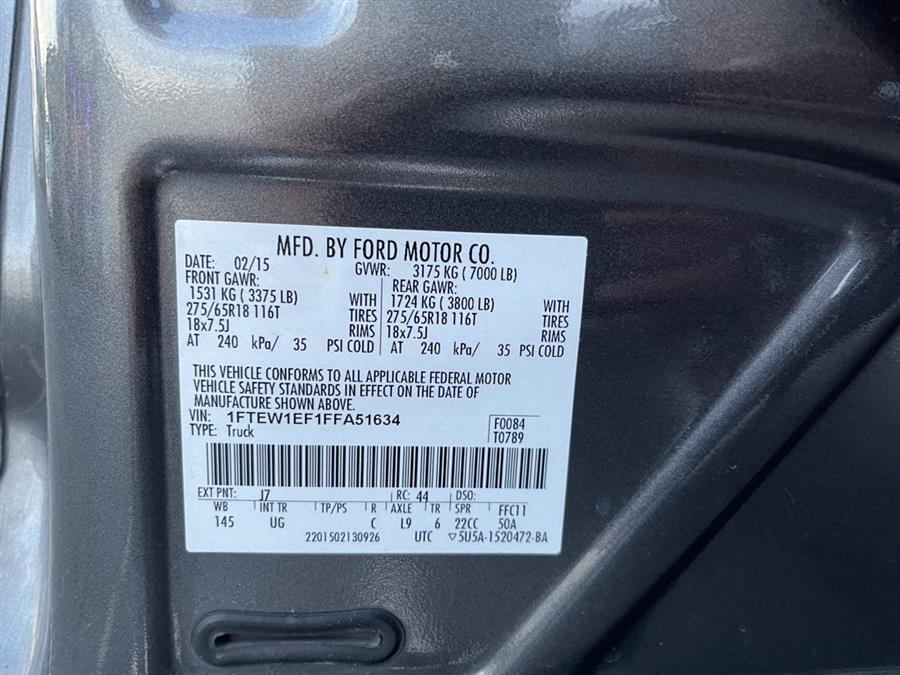 MFD. BY FORD MOTOR CO.
DATE: 02/15 GVWR: 3175 KG ( 7000 LB)
FRONT GAWR: REAR GAWR:
1531 KG ( 3375 LB) WITH 1724 KG ( 3800 LB) WITH
275/65R18 116T TIRES 275/65R18 116T TIRES
18x7.5J RIMS 18x7.5J RIMS
AT 240 kPa/ 35 PSI COLD AT 240 kPa/ 35 PSI COLD
THIS VEHICLE CONFORMS TO ALL APPLICABLE FEDERAL MOTOR
VEHICLE SAFETY STANDARDS IN EFFECT ON THE DATE OF
MANUFACTURE SHOWN ABOVE.
VIN: 1FTEW1EF1FFA51634 F0084
TYPE: Truck T0789
EXT PNT: J7 RC: 44 DSO:
WB INT TR TP/PS R AXLE TR SPR FFC11
145 UG C L9 6 22CC 50A
2201502130926 UTC ▽5U5A-1520472-BA